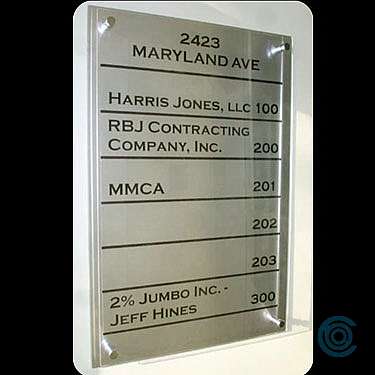 2423
MARYLAND AVE
HARRIS JONES, LLC 100
RBJ CONTRACTING
COMPANY, INC. 200
MMCA 201
202
203
2% JUMBO INC. -
JEFF HINES 300